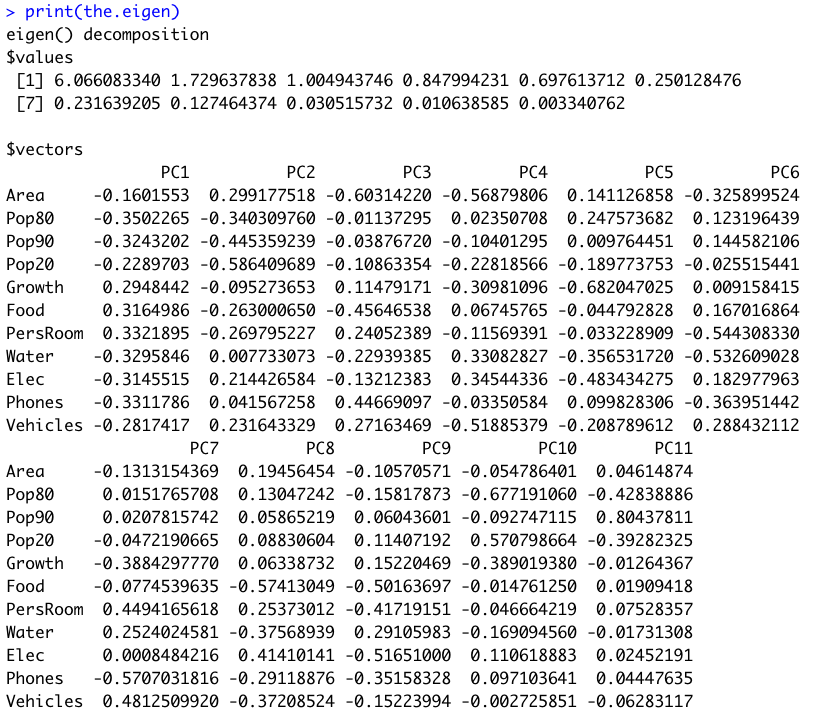 > print(the.eigen)
eigen() decomposition
$values
 [1] 6.066083340 1.729637838 1.004943746 0.847994231 0.697613712 0.250128476
 [7] 0.231639205 0.127464374 0.030515732 0.010638585 0.003340762

$vectors
                PC1          PC2         PC3         PC4          PC5          PC6
Area     -0.1601553  0.299177518 -0.60314220 -0.56879806  0.141126858 -0.325899524
Pop80    -0.3502265 -0.340309760 -0.01137295  0.02350708  0.247573682  0.123196439
Pop90    -0.3243202 -0.445359239 -0.03876720 -0.10401295  0.009764451  0.144582106
Pop20    -0.2289703 -0.586409689 -0.10863354 -0.22818566 -0.189773753 -0.025515441
Growth    0.2948442 -0.095273653  0.11479171 -0.30981096 -0.682047025  0.009158415
Food      0.3164986 -0.263000650 -0.45646538  0.06745765 -0.044792828  0.167016864
PersRoom  0.3321895 -0.269795227  0.24052389 -0.11569391 -0.033228909 -0.544308330
Water    -0.3295846  0.007733073 -0.22939385  0.33082827 -0.356531720 -0.532609028
Elec     -0.3145515  0.214426584 -0.13212383  0.34544336 -0.483434275  0.182977963
Phones   -0.3311786  0.041567258  0.44669097 -0.03350584  0.099828306 -0.363951442
Vehicles -0.2817417  0.231643329  0.27163469 -0.51885379 -0.208789612  0.288432112
                   PC7         PC8         PC9         PC10        PC11
Area     -0.1313154369  0.19456454 -0.10570571 -0.054786401  0.04614874
Pop80     0.0151765708  0.13047242 -0.15817873 -0.677191060 -0.42838886
Pop90     0.0207815742  0.05865219  0.06043601 -0.092747115  0.80437811
Pop20    -0.0472190665  0.08830604  0.11407192  0.570798664 -0.39282325
Growth   -0.3884297770  0.06338732  0.15220469 -0.389019380 -0.01264367
Food     -0.0774539635 -0.57413049 -0.50163697 -0.014761250  0.01909418
PersRoom  0.4494165618  0.25373012 -0.41719151 -0.046664219  0.07528357
Water     0.2524024581 -0.37568939  0.29105983 -0.169094560 -0.01731308
Elec      0.0008484216  0.41410141 -0.51651000  0.110618883  0.02452191
Phones   -0.5707031816 -0.29118876 -0.35158328  0.097103641  0.04447635
Vehicles  0.4812509920 -0.37208524 -0.15223994 -0.002725851 -0.06283117